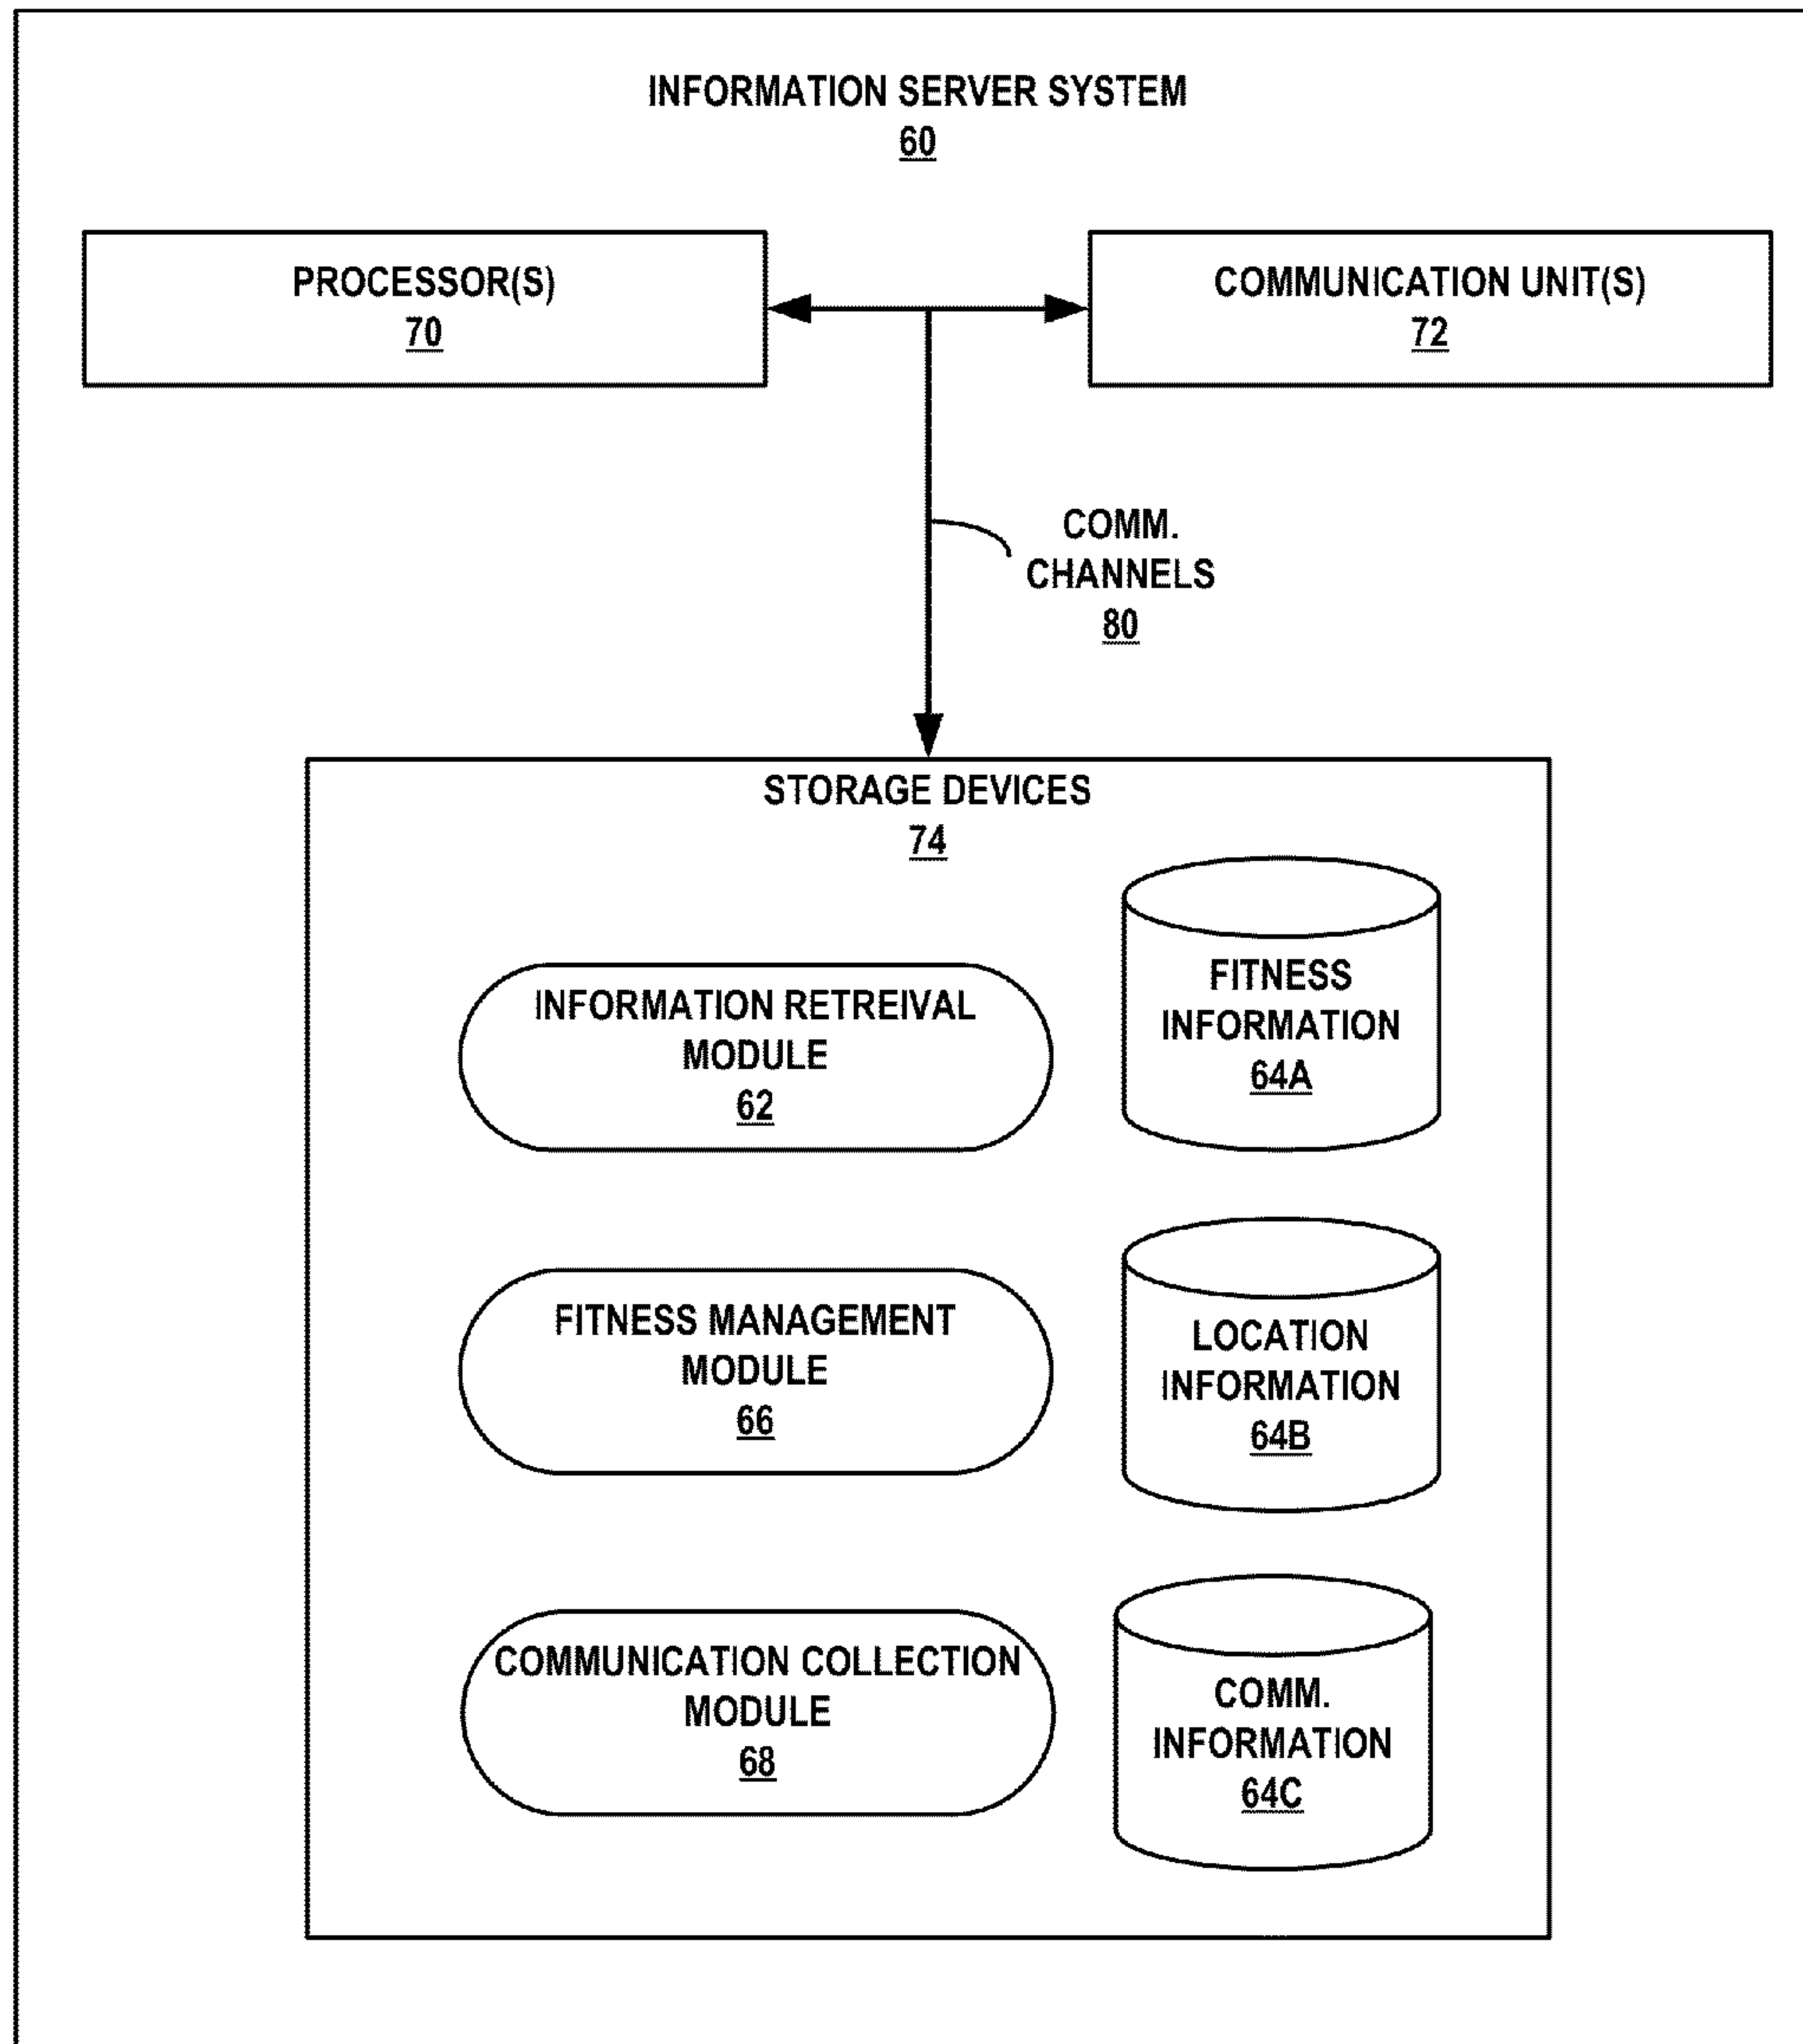 INFORMATION SERVER SYSTEM
60
PROCESSOR(S)
70
COMMUNICATION UNIT(S)
72
COMM.
CHANNELS
80
STORAGE DEVICES
74
INFORMATION RETREIVAL
MODULE
62
FITNESS
INFORMATION
64A
FITNESS MANAGEMENT
MODULE
66
LOCATION
INFORMATION
64B
COMMUNICATION COLLECTION
MODULE
68
COMM.
INFORMATION
64C